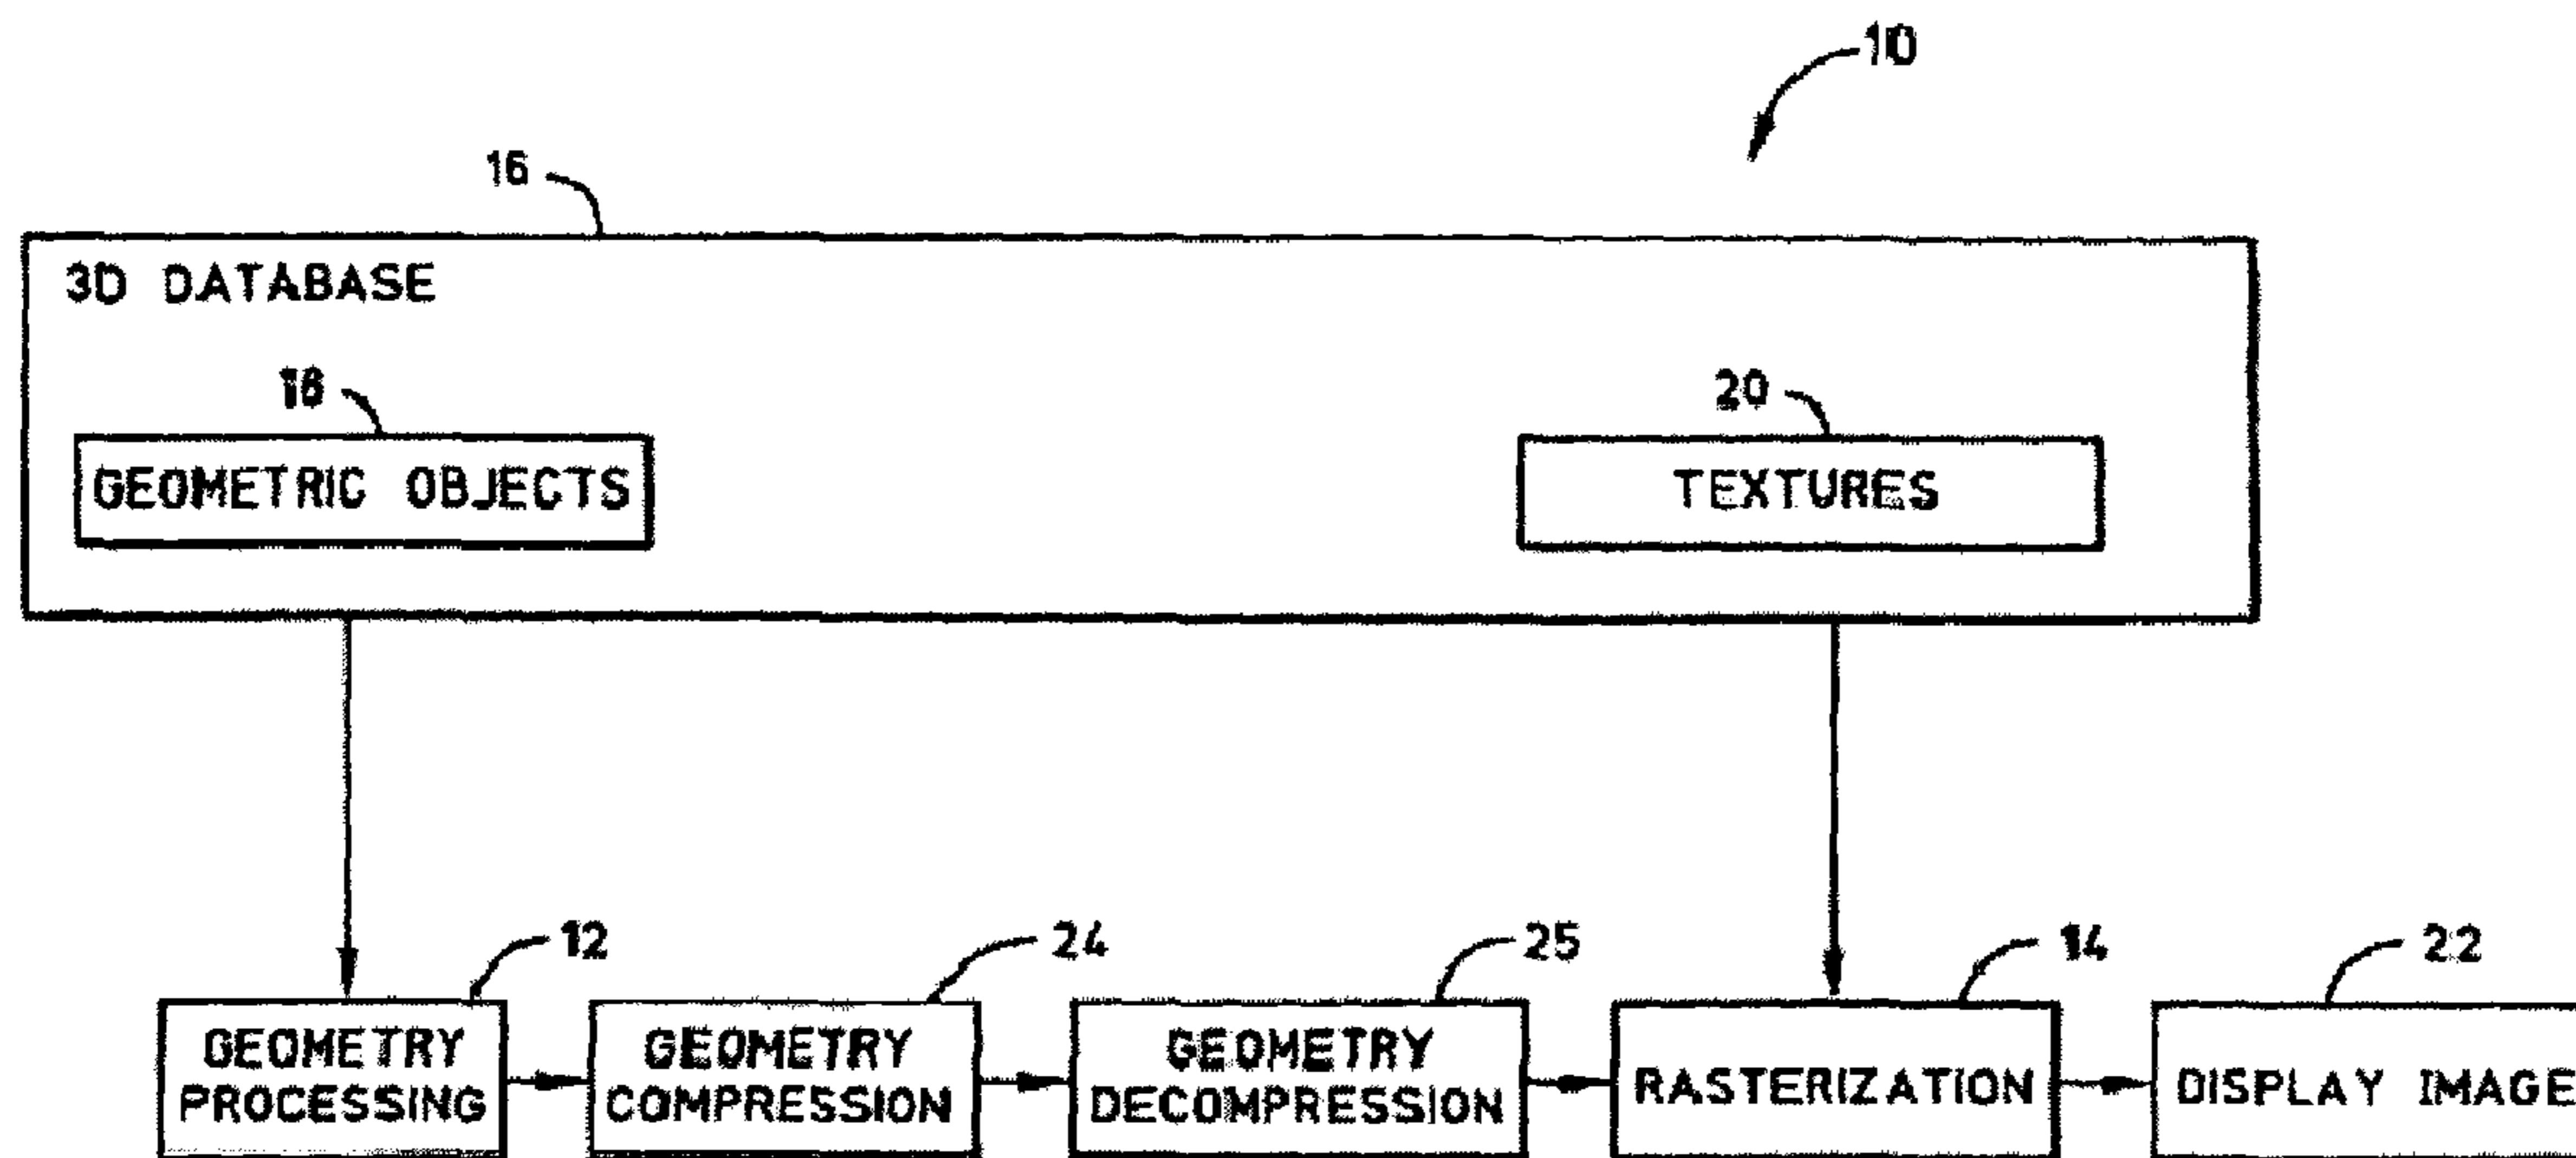 10
16
3D DATABASE
18
20
GEOMETRIC OBJECTS
TEXTURES
12
24
25
14
22
GEOMETRY
PROCESSING
GEOMETRY
COMPRESSION
GEOMETRY
DECOMPRESSION
RASTERIZATION
DISPLAY IMAGE